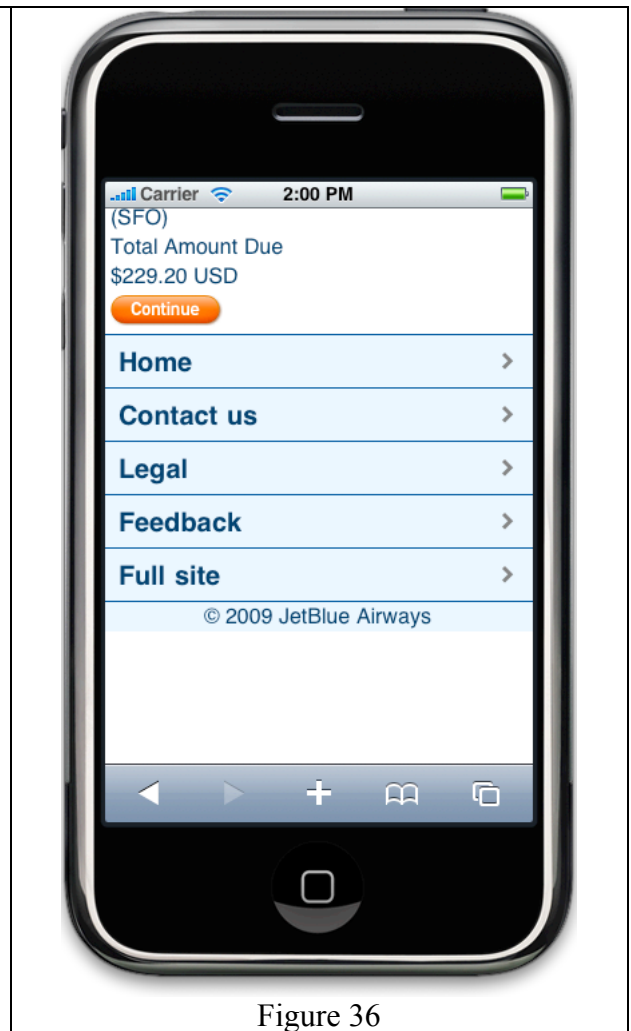 Carrier 2:00 PM
(SFO)
Total Amount Due
$229.20 USD
Continue
Home
Contact us
Legal
Feedback
Full site
© 2009 JetBlue Airways
Figure 36